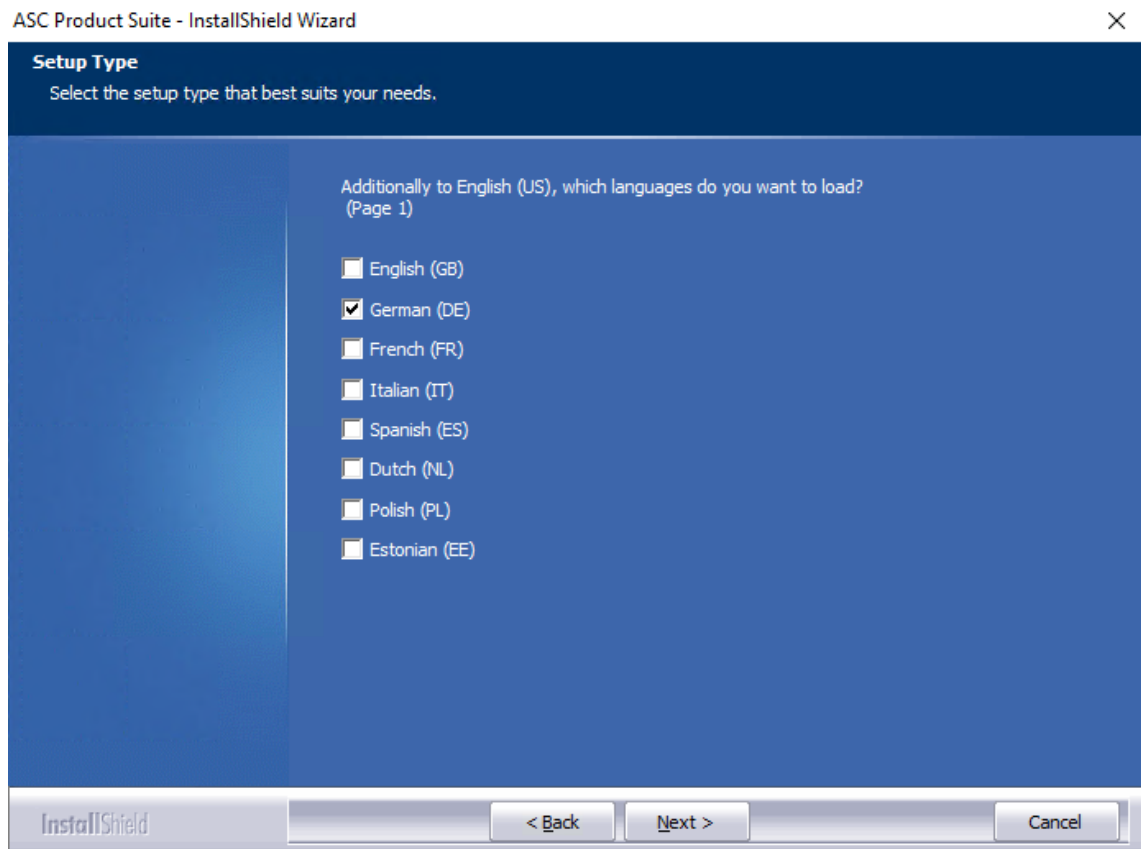 ASC Product Suite - InstallShield Wizard
Setup Type
Select the setup type that best suits your needs.
Additionally to English (US), which languages do you want to load?
(Page 1)
English (GB)
German (DE)
French (FR)
Italian (IT)
Spanish (ES)
Dutch (NL)
Polish (PL)
Estonian (EE)
InstallShield
< Back
Next >
Cancel